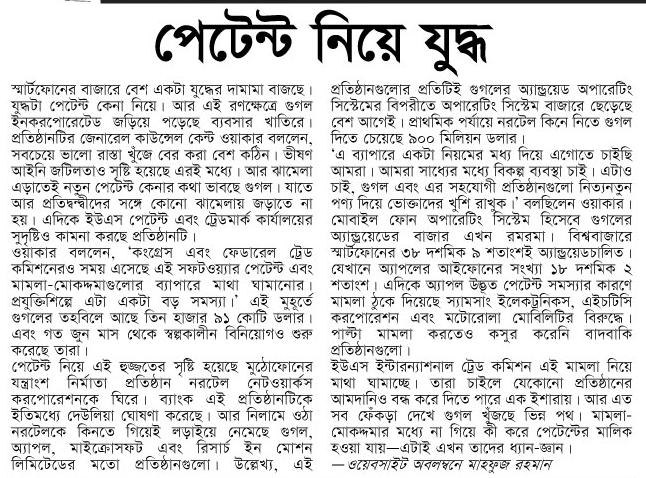 পেটেন্ট নিয়ে যুদ্ধ
স্মার্টফোনের বাজারে বেশ একটা যুদ্ধের দামামা বাজছে।
যুদ্ধটা পেটেন্ট কেনা নিয়ে। আর এই রণক্ষেত্রে গুগল
ইনকরপোরেটেড জড়িয়ে পড়েছে ব্যবসার খাতিরে।
প্রতিষ্ঠানটির জেনারেল কাউন্সেল কেন্ট ওয়াকার বললেন,
সবচেয়ে ভালো রাস্তা খুঁজে বের করা বেশ কঠিন। ভীষণ
আইনি জটিলতাও সৃষ্টি হয়েছে এরই মধ্যে। আর ঝামেলা
এড়াতেই নতুন পেটেন্ট কেনার কথা ভাবছে গুগল। যাতে
আর প্রতিদ্বন্দ্বীদের সঙ্গে কোনো ঝামেলায় জড়াতে না
হয়। এদিকে ইউএস পেটেন্ট এবং ট্রেডমার্ক কার্যালয়ের
সুদৃষ্টিও কামনা করছে প্রতিষ্ঠানটি।
ওয়াকার বললেন, ‘কংগ্রেস এবং ফেডারেল ট্রেড
কমিশনেরও সময় এসেছে এই সফটওয়্যার পেটেন্ট এবং
মামলা-মোকদ্দমাগুলোর ব্যাপারে মাথা ঘামানোর।
প্রযুক্তিশিল্পে এটা একটা বড় সমস্যা।’ এই মুহূর্তে
গুগলের তহবিলে আছে তিন হাজার ৯১ কোটি ডলার।
এবং গত জুন মাস থেকে স্বল্পকালীন বিনিয়োগও শুরু
করেছে তারা।
পেটেন্ট নিয়ে এই হুজ্জতের সৃষ্টি হয়েছে মুঠোফোনের
যন্ত্রাংশ নির্মাতা প্রতিষ্ঠান নরটেল নেটওয়ার্কস
করপোরেশনকে ঘিরে। ব্যাংক এই প্রতিষ্ঠানটিকে
ইতিমধ্যে দেউলিয়া ঘোষণা করেছে। আর নিলামে ওঠা
নরটেলকে কিনতে গিয়েই লড়াইয়ে নেমেছে গুগল,
অ্যাপল, মাইক্রোসফট এবং রিসার্চ ইন মোশন
লিমিটেডের মতো প্রতিষ্ঠানগুলো। উল্লেখ্য, এই
প্রতিষ্ঠানগুলোর প্রতিটিই গুগলের অ্যান্ড্রয়েড অপারেটিং
সিস্টেমের বিপরীতে অপারেটিং সিস্টেম বাজারে ছেড়েছে
বেশ আগেই। প্রাথমিক পর্যায়ে নরটেল কিনে নিতে গুগল
দিতে চেয়েছে ৯০০ মিলিয়ন ডলার।
‘এ ব্যাপারে একটা নিয়মের মধ্য দিয়ে এগোতে চাইছি
আমরা। আমরা সাধ্যের মধ্যে বিকল্প ব্যবস্থা চাই। এটাও
চাই, গুগল এবং এর সহযোগী প্রতিষ্ঠানগুলো নিত্যনতুন
পণ্য দিয়ে ভোক্তাদের খুশি রাখুক।’ বলছিলেন ওয়াকার।
মোবাইল ফোন অপারেটিং সিস্টেম হিসেবে গুগলের
অ্যান্ড্রয়েডের বাজার এখন রমরমা। বিশ্ববাজারে
স্মার্টফোনের ৩৮ দশমিক ৯ শতাংশই অ্যান্ড্রয়েডচালিত।
যেখানে অ্যাপলের আইফোনের সংখ্যা ১৮ দশমিক ২
শতাংশ। এদিকে অ্যাপল উদ্ভূত পেটেন্ট সমস্যার কারণে
মামলা ঠুকে দিয়েছে স্যামসাং ইলেকট্রনিকস, এইচটিসি
করপোরেশন এবং মটোরোলা মোবিলিটির বিরুদ্ধে।
পাল্টা মামলা করতেও কসুর করেনি বাদবাকি
প্রতিষ্ঠানগুলো।
ইউএস ইন্টারন্যাশনাল ট্রেড কমিশন এই মামলা নিয়ে
মাথা ঘামাচ্ছে। তারা চাইলে যেকোনো প্রতিষ্ঠানের
আমদানিও বন্ধ করে দিতে পারে এক ইশারায়। আর এত
সব ফেঁকড়া দেখে গুগল খুঁজছে ভিন্ন পথ। মামলা-
মোকদ্দমার মধ্যে না গিয়ে কী করে পেটেন্টের মালিক
হওয়া যায়—এটাই এখন তাদের ধ্যান-জ্ঞান।
—ওয়েবসাইট অবলম্বনে মাহফুজ রহমান